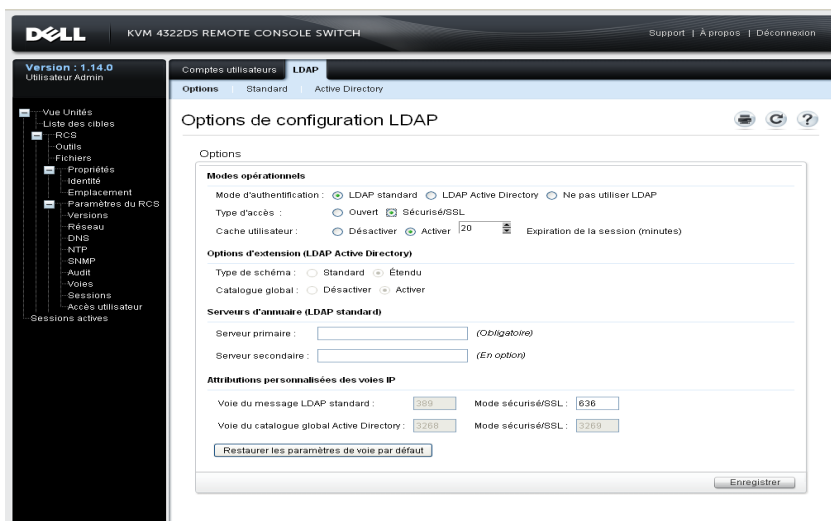 DELL
KVM 4322DS REMOTE CONSOLE SWITCH
Support | À propos | Déconnexion
Version : 1.14.0
Utilisateur Admin
Comptes utilisateurs LDAP
Options Standard Active Directory
Vue Unités
Liste des cibles
RCS
Outils
Fichiers
Propriétés
Identité
Emplacement
Paramètres du RCS
Versions
Réseau
DNS
NTP
SNMP
Audit
Voies
Sessions
Accès utilisateur
Sessions actives
Options de configuration LDAP
?
Options
Modes opérationnels
Mode d'authentification : LDAP standard LDAP Active Directory Ne pas utiliser LDAP
Type d'accès : Ouvert Sécurisé/SSL
Cache utilisateur : Désactiver Activer 20 Expiration de la session (minutes)
Options d'extension (LDAP Active Directory)
Type de schéma : Standard Étendu
Catalogue global : Désactiver Activer
Serveurs d'annuaire (LDAP standard)
Serveur primaire : (Obligatoire)
Serveur secondaire : (En option)
Attributions personnalisées des voies IP
Voie du message LDAP standard : 389 Mode sécurisé/SSL : 636
Voie du catalogue global Active Directory : 3268 Mode sécurisé/SSL : 3269
Restaurer les paramètres de voie par défaut
Enregistrer